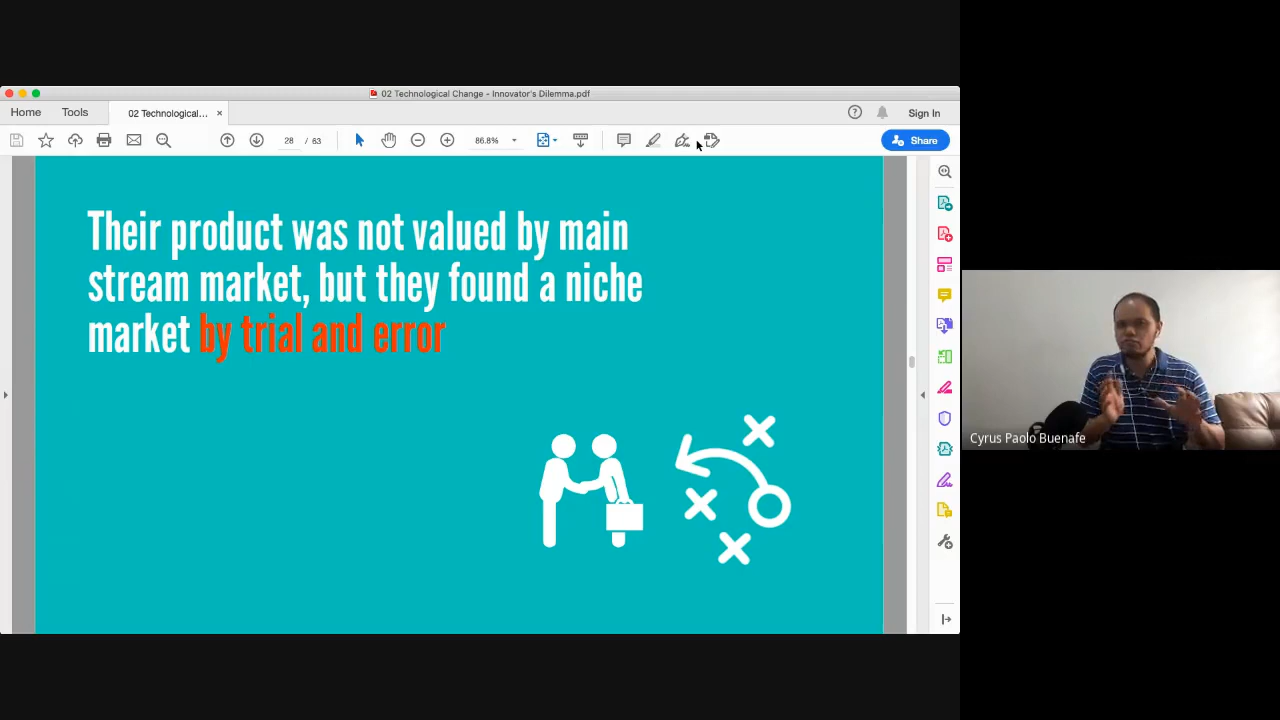 02 Technological Change - Innovator's Dilemma.pdf
Home
Tools
02 Technological...
×
Sign In
28 / 63
86.8%
Share
Their product was not valued by main
stream market, but they found a niche
market by trial and error
Cyrus Paolo Buenafe